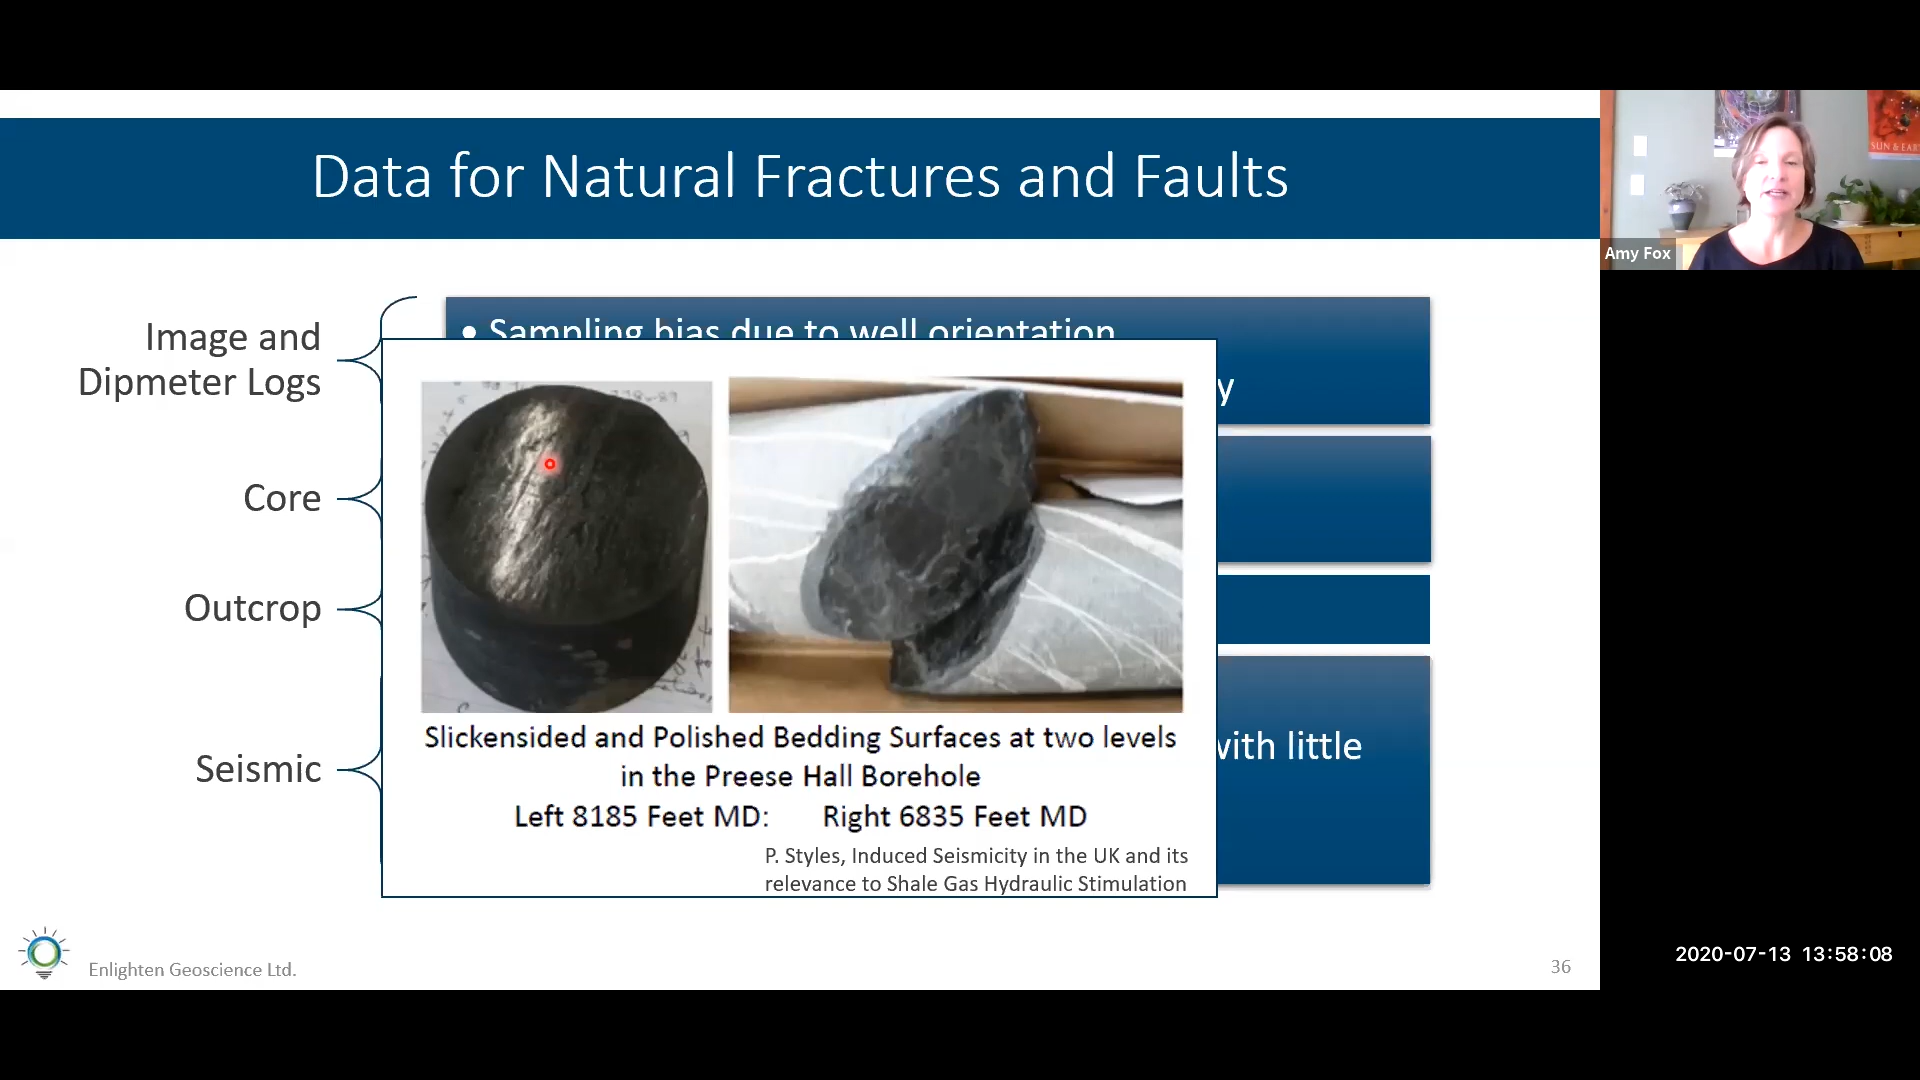 Data for Natural Fractures and Faults
SUN & EAR
Amy Fox
Image and
Dipmeter Logs
• Sampling bias due to well orientation
y
Core
Outcrop
Seismic
with little
Slickensided and Polished Bedding Surfaces at two levels
in the Preese Hall Borehole
Left 8185 Feet MD: Right 6835 Feet MD
P. Styles, Induced Seismicity in the UK and its
relevance to Shale Gas Hydraulic Stimulation
Enlighten Geoscience Ltd.
36
2020-07-13 13:58:08